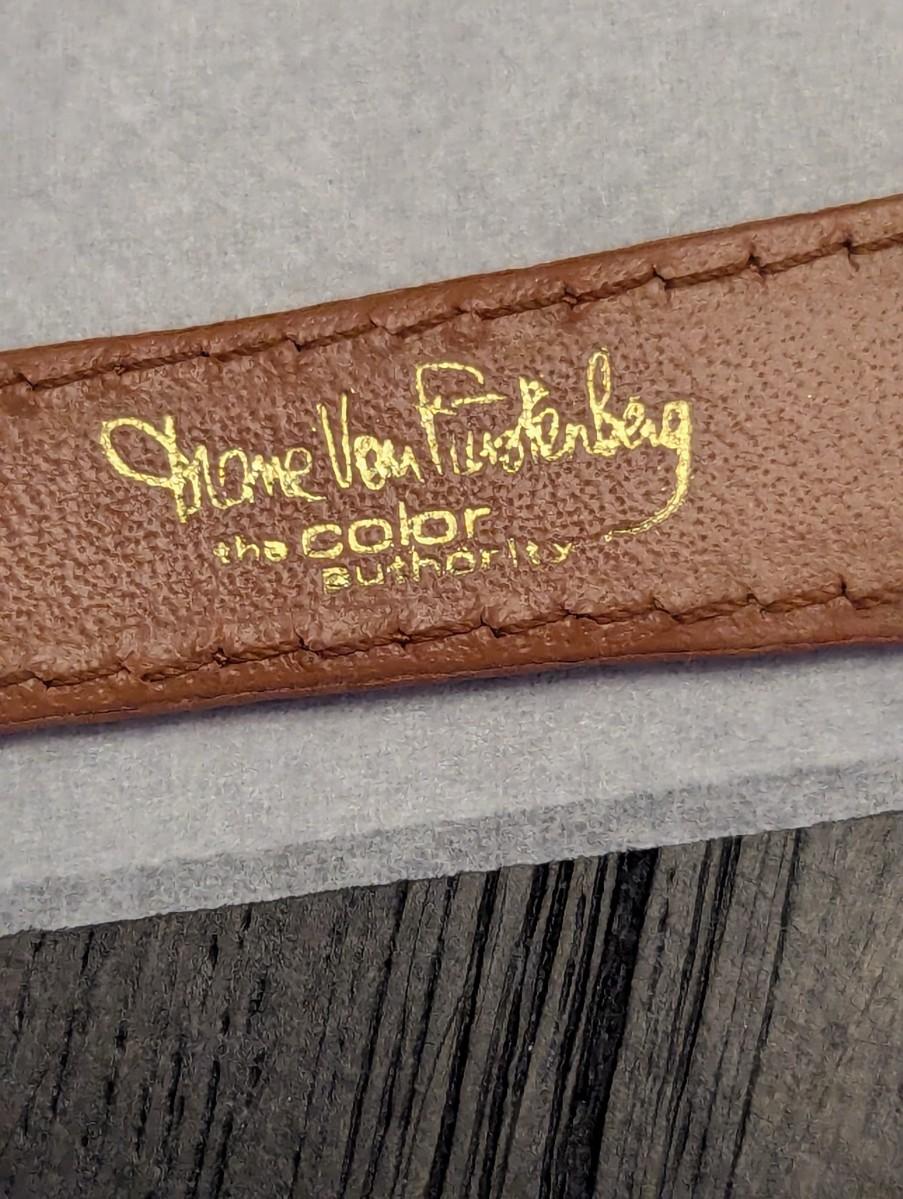 Diane Von Furstenberg
the color
authority